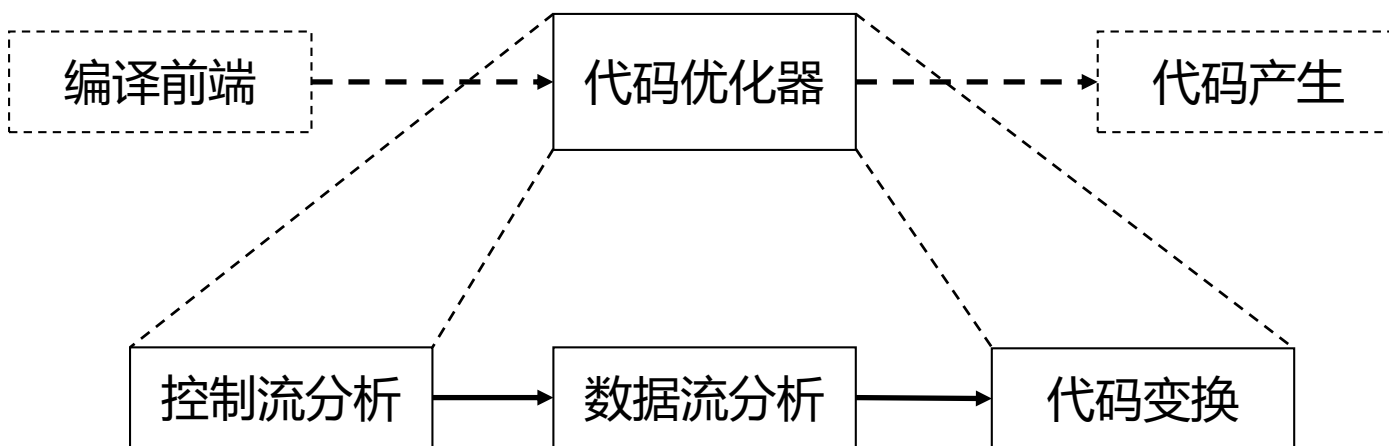 编译前端
代码优化器
代码产生
控制流分析
数据流分析
代码变换